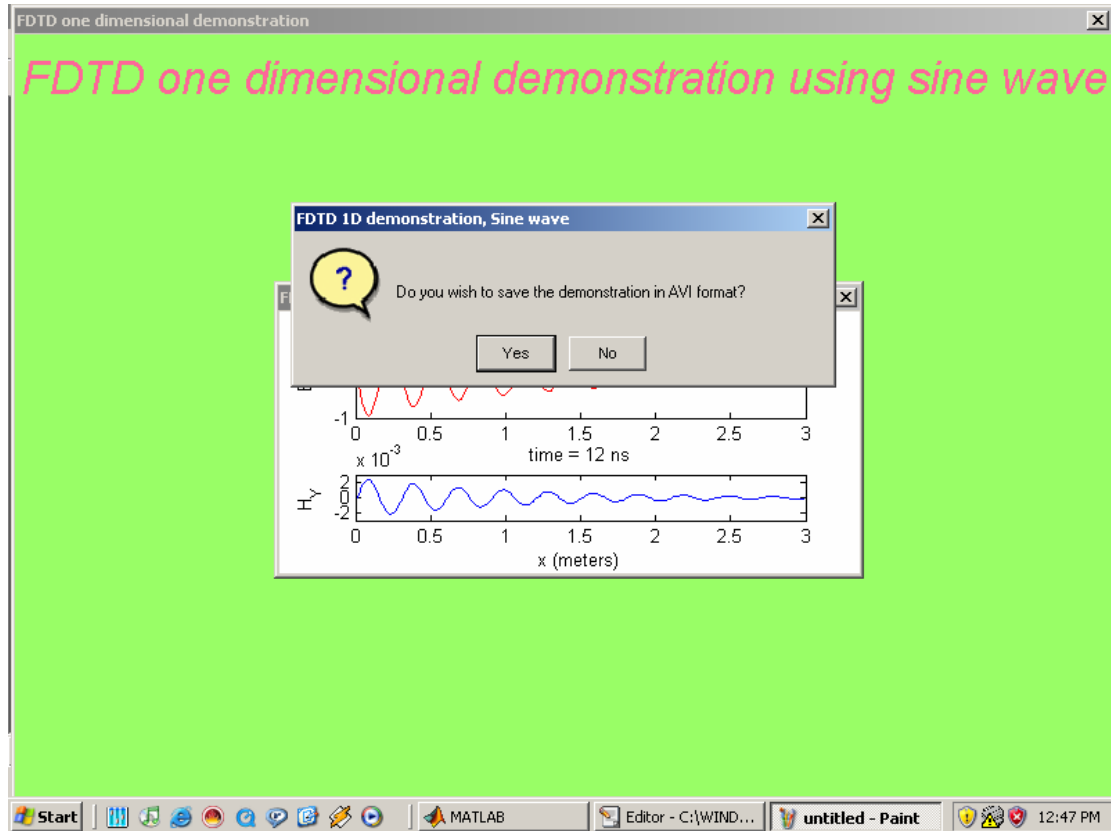 FDTD one dimensional demonstration
FDTD one dimensional demonstration using sine wave
FDTD 1D demonstration, Sine wave
?
Do you wish to save the demonstration in AVI format?
Yes No
-1
0 0.5 1 1.5 2 2.5 3
x 10-3 time = 12 ns
HY
2
0
-2
0 0.5 1 1.5 2 2.5 3
x (meters)
Start MATLAB Editor - C:\WIND... untitled - Paint 12:47 PM